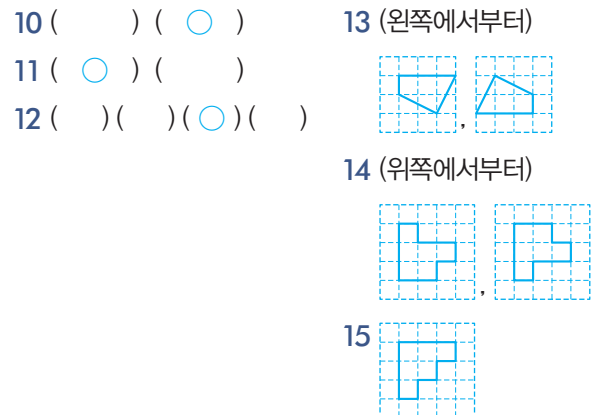 10 (      ) ( ○ )
11 ( ○ ) (      )
12 (   ) (   ) ( ○ ) (   )
13 (왼쪽에서부터)
,
14 (위쪽에서부터)
,
15